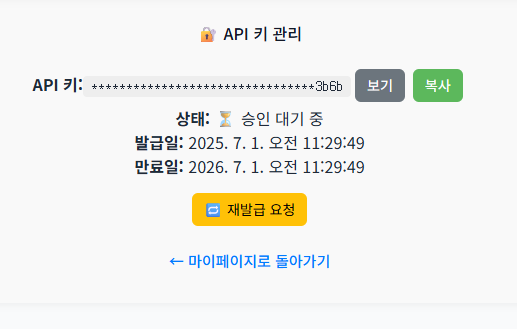 🔐 API 키 관리
API 키: ********************************3b6b 보기 복사
상태: ⏳ 승인 대기 중
발급일: 2025. 7. 1. 오전 11:29:49
만료일: 2026. 7. 1. 오전 11:29:49
🔁 재발급 요청
← 마이페이지로 돌아가기